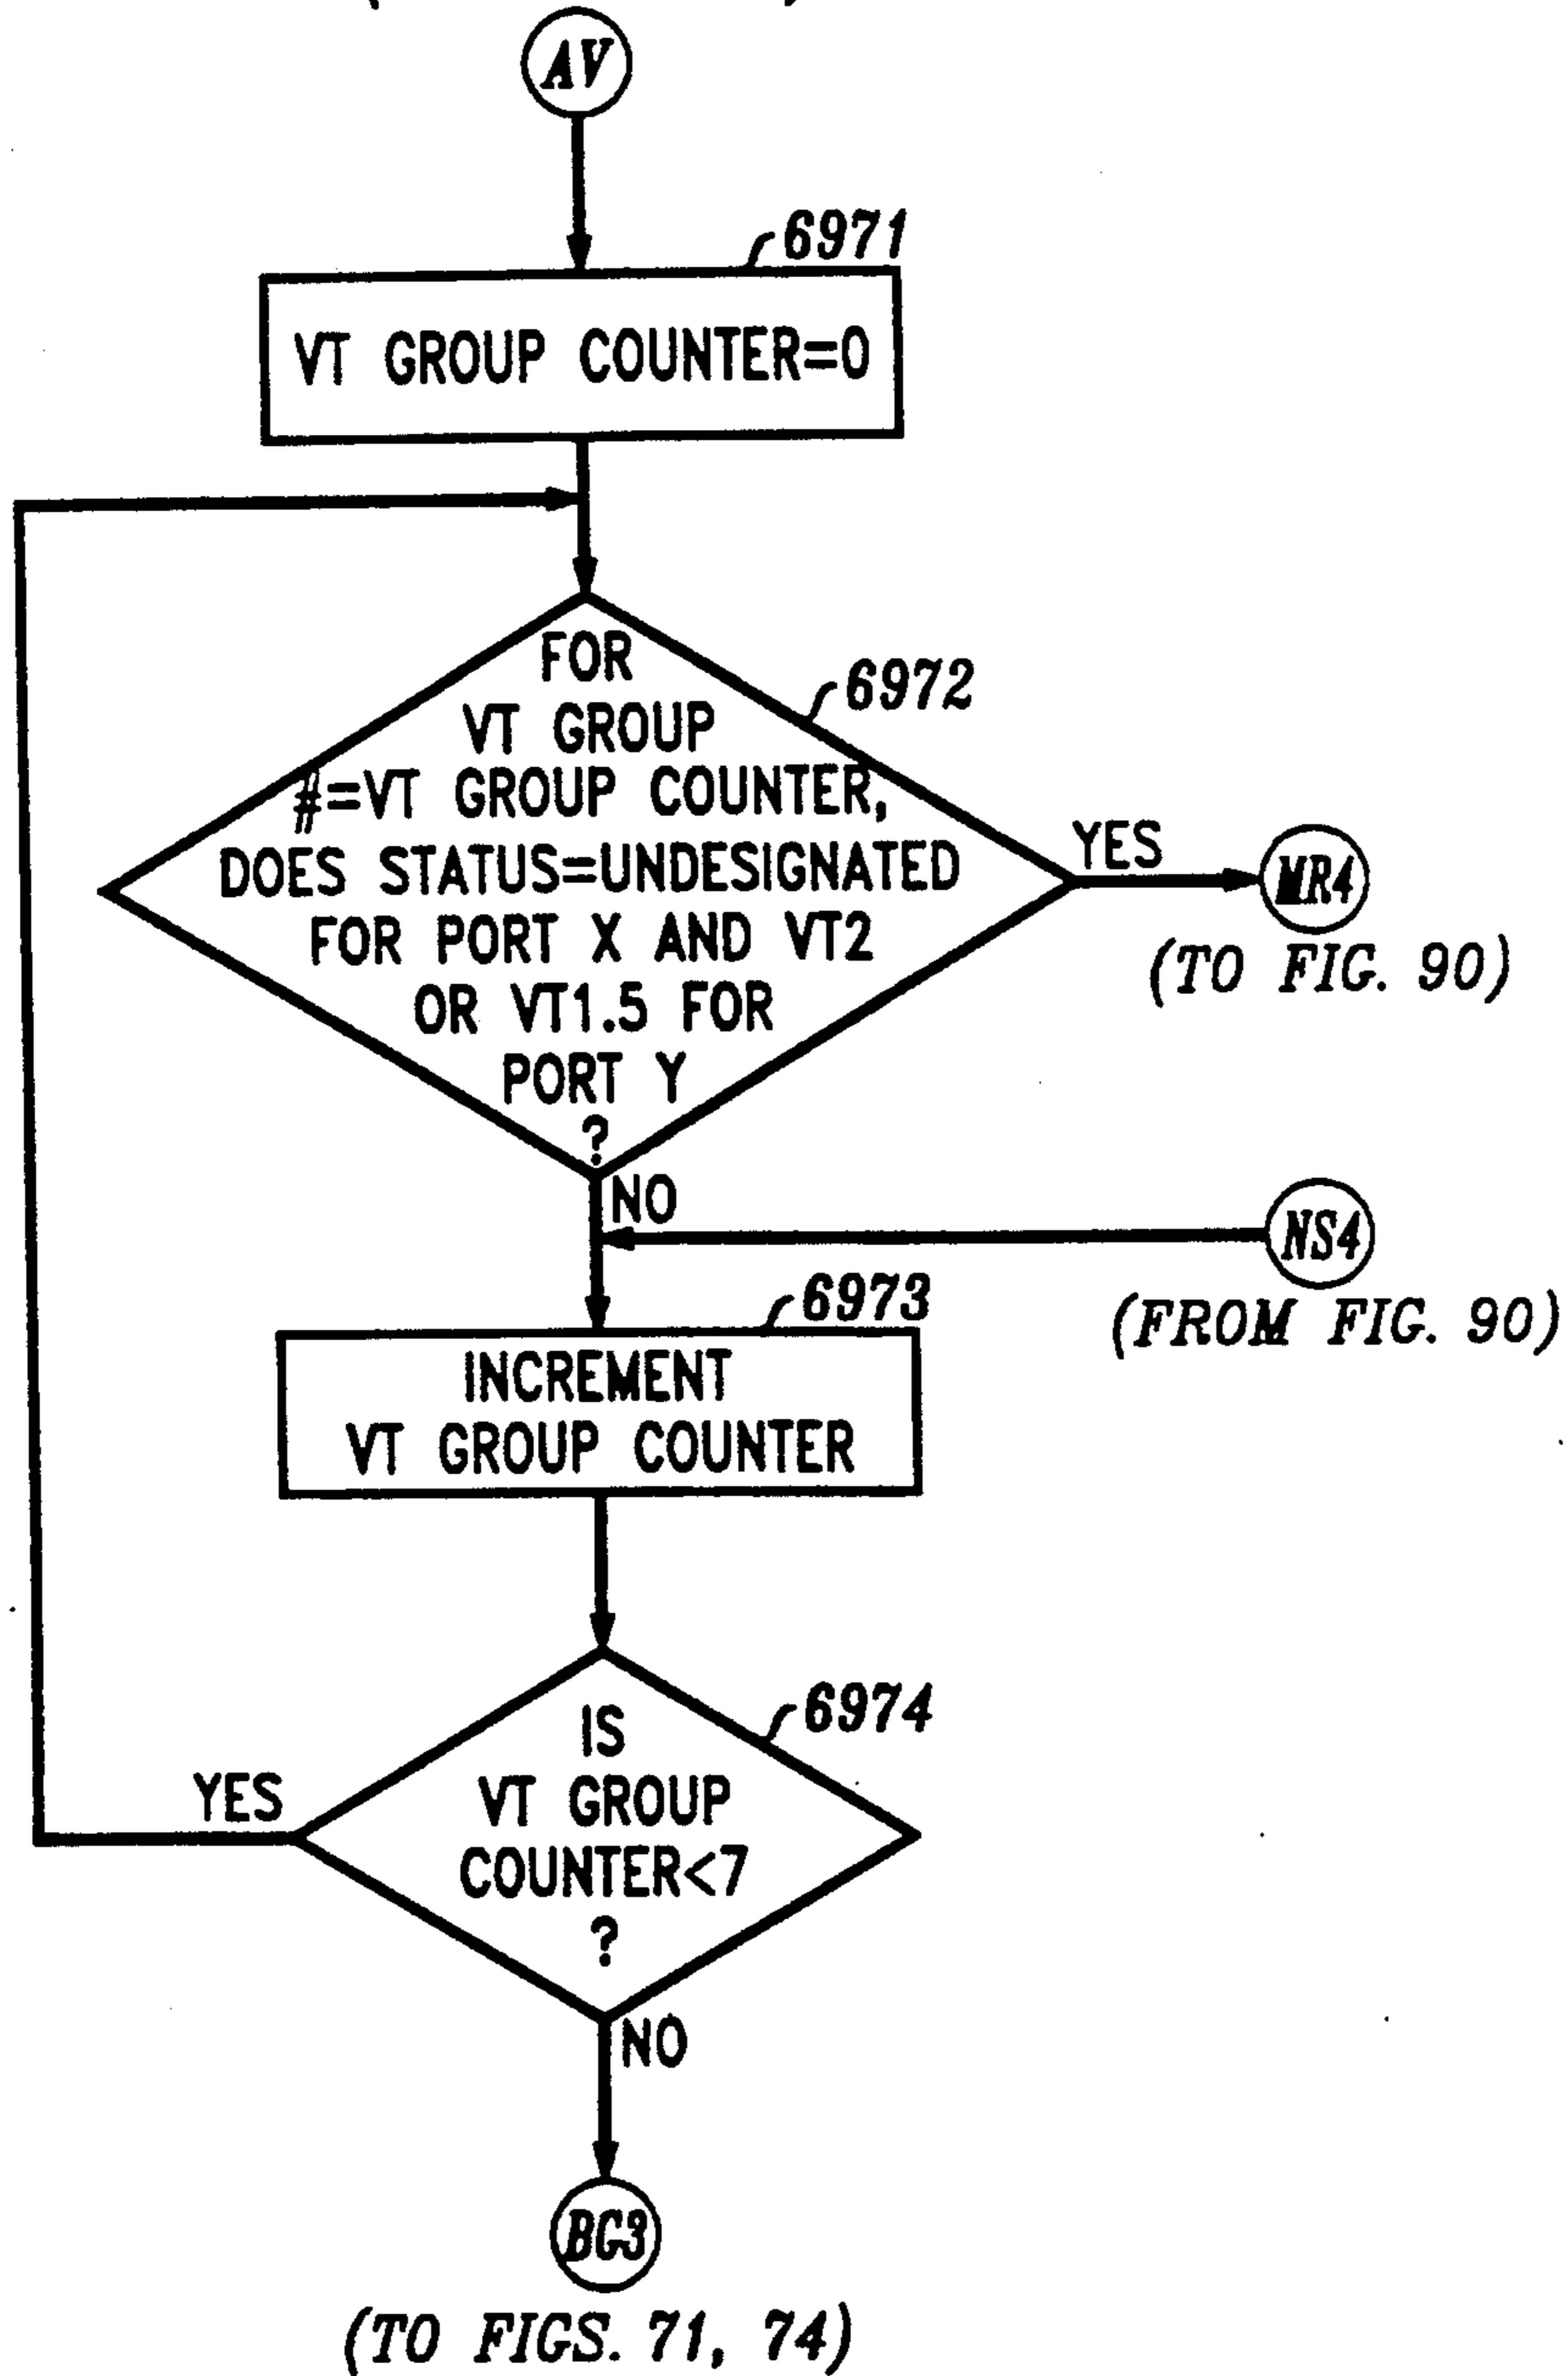 AV
6971
VT GROUP COUNTER=0
6972
FOR
VT GROUP
#=VT GROUP COUNTER,
DOES STATUS=UNDESIGNATED
FOR PORT X AND VT2
OR VT1.5 FOR
PORT Y
?
YES
MR4
(TO FIG. 90)
NO
NS4
(FROM FIG. 90)
6973
INCREMENT
VT GROUP COUNTER
6974
IS
VT GROUP
COUNTER<7
?
YES
NO
BG3
(TO FIGS. 71, 74)